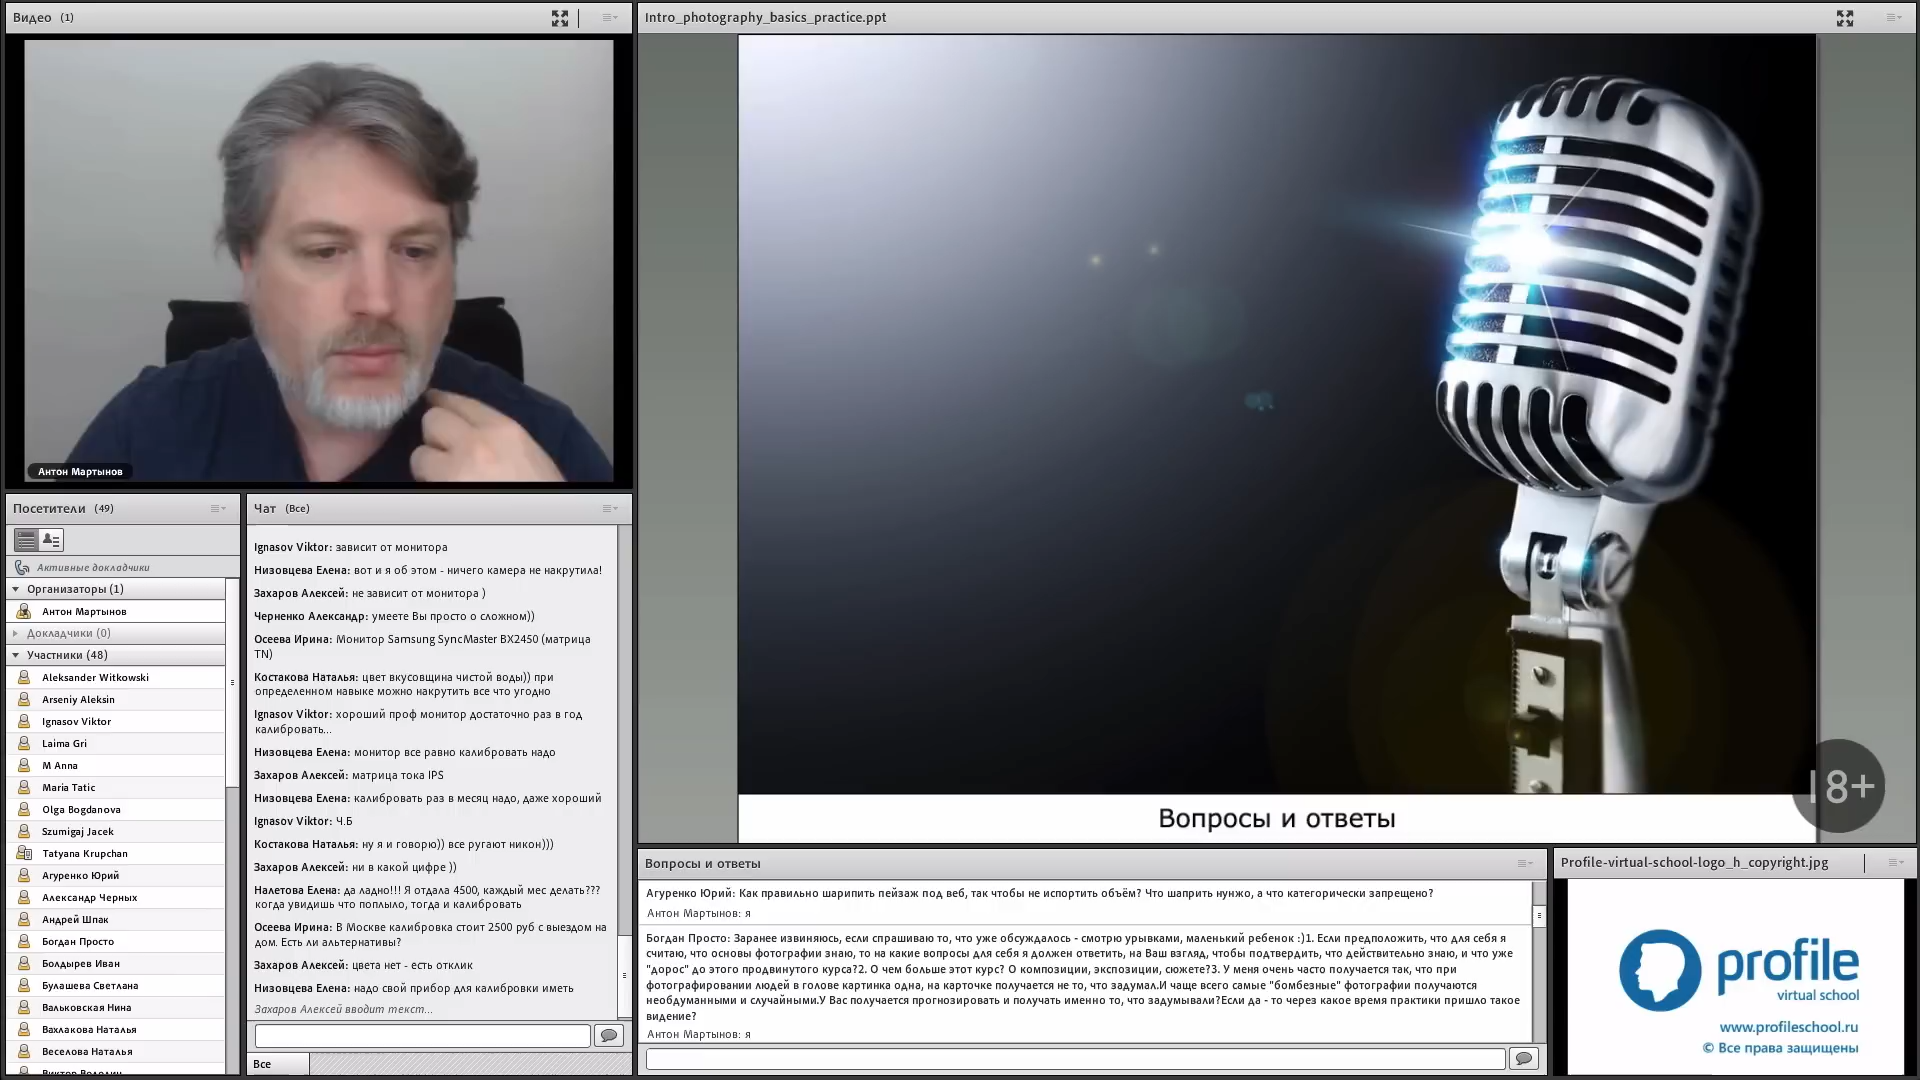 Видео (1)
Антон Мартынов
Посетители (49)
Активные докладчики
Организаторы (1)
Антон Мартынов
Докладчики (0)
Участники (48)
Aleksander Witkowski
Arseniy Aleksin
Ignasov Viktor
Laima Gri
M Anna
Maria Tatic
Olga Bogdanova
Szumigaj Jacek
Tatyana Krupchan
Агуренко Юрий
Александр Черных
Андрей Шпак
Богдан Просто
Болдырев Иван
Булашева Светлана
Вальковская Нина
Вахлакова Наталья
Веселова Наталья
Чат (Все)
Ignasov Viktor: зависит от монитора
Низовцева Елена: вот и я об этом - ничего камера не накрутила!
Захаров Алексей: не зависит от монитора )
Черненко Александр: умеете Вы просто о сложном))
Осеева Ирина: Монитор Samsung SyncMaster BX2450 (матрица
TN)
Костакова Наталья: цвет вкусовщина чистой воды)) при
определенном навыке можно накрутить все что угодно
Ignasov Viktor: хороший проф монитор достаточно раз в год
калибровать...
Низовцева Елена: монитор все равно калибровать надо
Захаров Алексей: матрица тока IPS
Низовцева Елена: калибровать раз в месяц надо, даже хороший
Ignasov Viktor: Ч.Б
Костакова Наталья: ну я и говорю)) все ругают никон)))
Захаров Алексей: ни в какой цифре ))
Налетова Елена: да ладно!!! Я отдала 4500, каждый мес делать???
когда увидишь что поплыло, тогда и калибровать
Осеева Ирина: В Москве калибровка стоит 2500 руб с выездом на
дом. Есть ли альтернативы?
Захаров Алексей: цвета нет - есть отклик
Низовцева Елена: надо свой прибор для калибровки иметь
Захаров Алексей вводит текст...
Все
Intro_photography_basics_practice.ppt
18+
Вопросы и ответы
Вопросы и ответы
Агуренко Юрий: Как правильно шарипить пейзаж под веб, так чтобы не испортить объём? Что шаприть нунжо, а что категорически запрещено?
Антон Мартынов: я
Богдан Просто: Заранее извиняюсь, если спрашиваю то, что уже обсуждалось - смотрю урывками, маленький ребенок :)1. Если предположить, что для себя я
считаю, что основы фотографии знаю, то на какие вопросы для себя я должен ответить, на Ваш взгляд, чтобы подтвердить, что действительно знаю, и что уже
"дорос" до этого продвинутого курса?2. О чем больше этот курс? О композиции, экспозиции, сюжете?3. У меня очень часто получается так, что при
фотографировании людей в голове картинка одна, на карточке получается не то, что задумал.И чаще всего самые "бомбезные" фотографии получаются
необдуманными и случайными.У Вас получается прогнозировать и получать именно то, что задумывали?Если да - то через какое время практики пришло такое
видение?
Антон Мартынов: я
Profile-virtual-school-logo_h_copyright.jpg
profile
virtual school
www.profileschool.ru
© Все права защищены